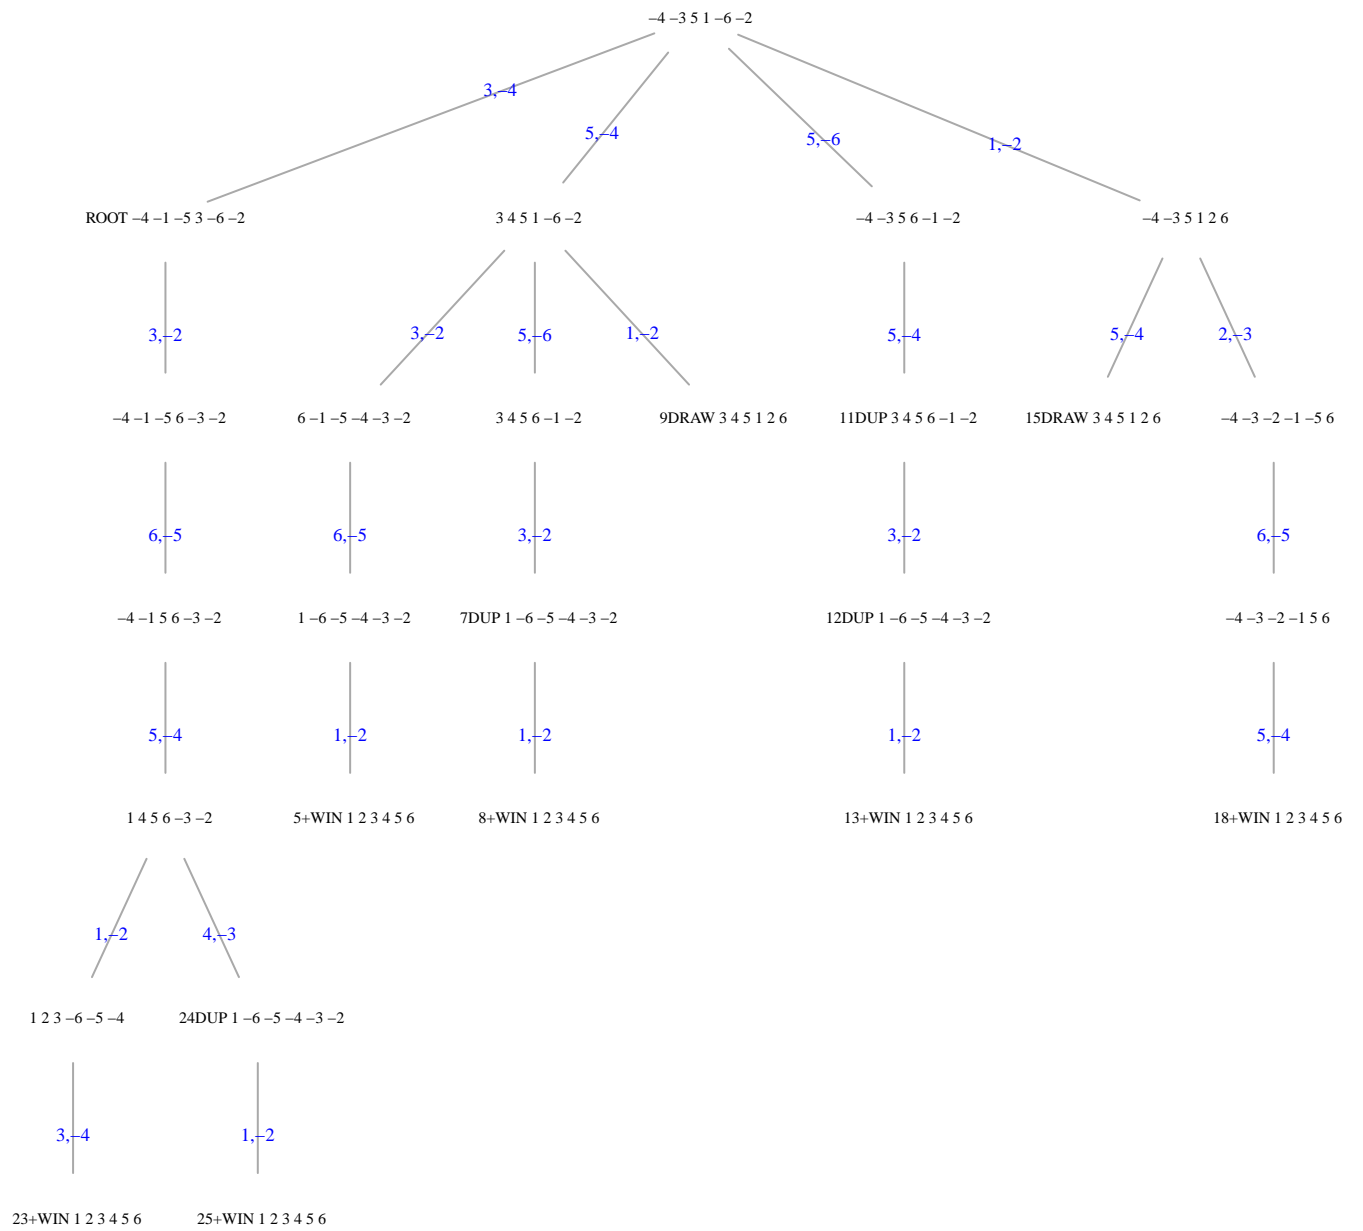 −4 −3 5 1 −6 −2
3,−4
5,−4
5,−6
1,−2
ROOT −4 −1 −5 3 −6 −2
3 4 5 1 −6 −2
−4 −3 5 6 −1 −2
−4 −3 5 1 2 6
3,−2
3,−2
5,−6
1,−2
5,−4
5,−4
2,−3
−4 −1 −5 6 −3 −2
6 −1 −5 −4 −3 −2
3 4 5 6 −1 −2
9DRAW 3 4 5 1 2 6
11DUP 3 4 5 6 −1 −2
15DRAW 3 4 5 1 2 6
−4 −3 −2 −1 −5 6
6,−5
6,−5
3,−2
3,−2
6,−5
−4 −1 5 6 −3 −2
1 −6 −5 −4 −3 −2
7DUP 1 −6 −5 −4 −3 −2
12DUP 1 −6 −5 −4 −3 −2
−4 −3 −2 −1 5 6
5,−4
1,−2
1,−2
1,−2
5,−4
1 4 5 6 −3 −2
5+WIN 1 2 3 4 5 6
8+WIN 1 2 3 4 5 6
13+WIN 1 2 3 4 5 6
18+WIN 1 2 3 4 5 6
1,−2
4,−3
1 2 3 −6 −5 −4
24DUP 1 −6 −5 −4 −3 −2
3,−4
1,−2
23+WIN 1 2 3 4 5 6
25+WIN 1 2 3 4 5 6